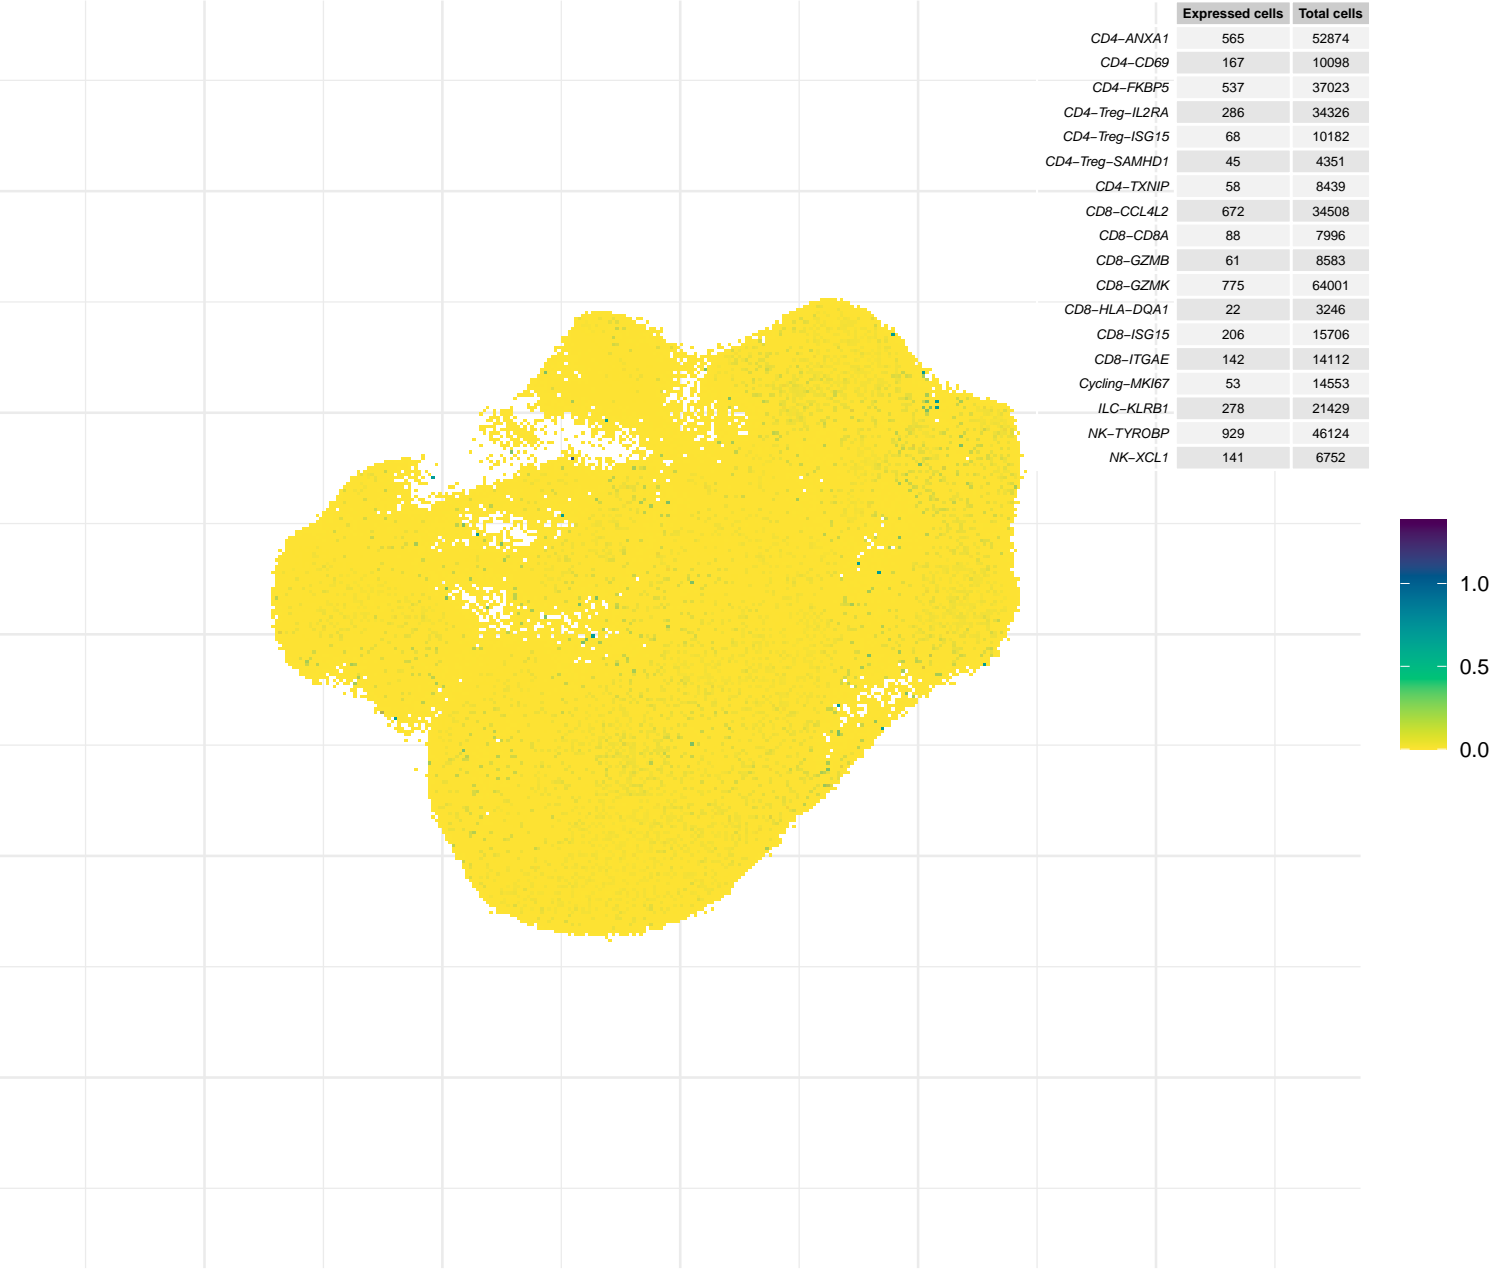 Expressed cells Total cells
CD4−ANXA1 565 52874
CD4−CD69 167 10098
CD4−FKBP5 537 37023
CD4−Treg−IL2RA 286 34326
CD4−Treg−ISG15 68 10182
CD4−Treg−SAMHD1 45 4351
CD4−TXNIP 58 8439
CD8−CCL4L2 672 34508
CD8−CD8A 88 7996
CD8−GZMB 61 8583
CD8−GZMK 775 64001
CD8−HLA−DQA1 22 3246
CD8−ISG15 206 15706
CD8−ITGAE 142 14112
Cycling−MKI67 53 14553
ILC−KLRB1 278 21429
NK−TYROBP 929 46124
NK−XCL1 141 6752
1.0
0.5
0.0